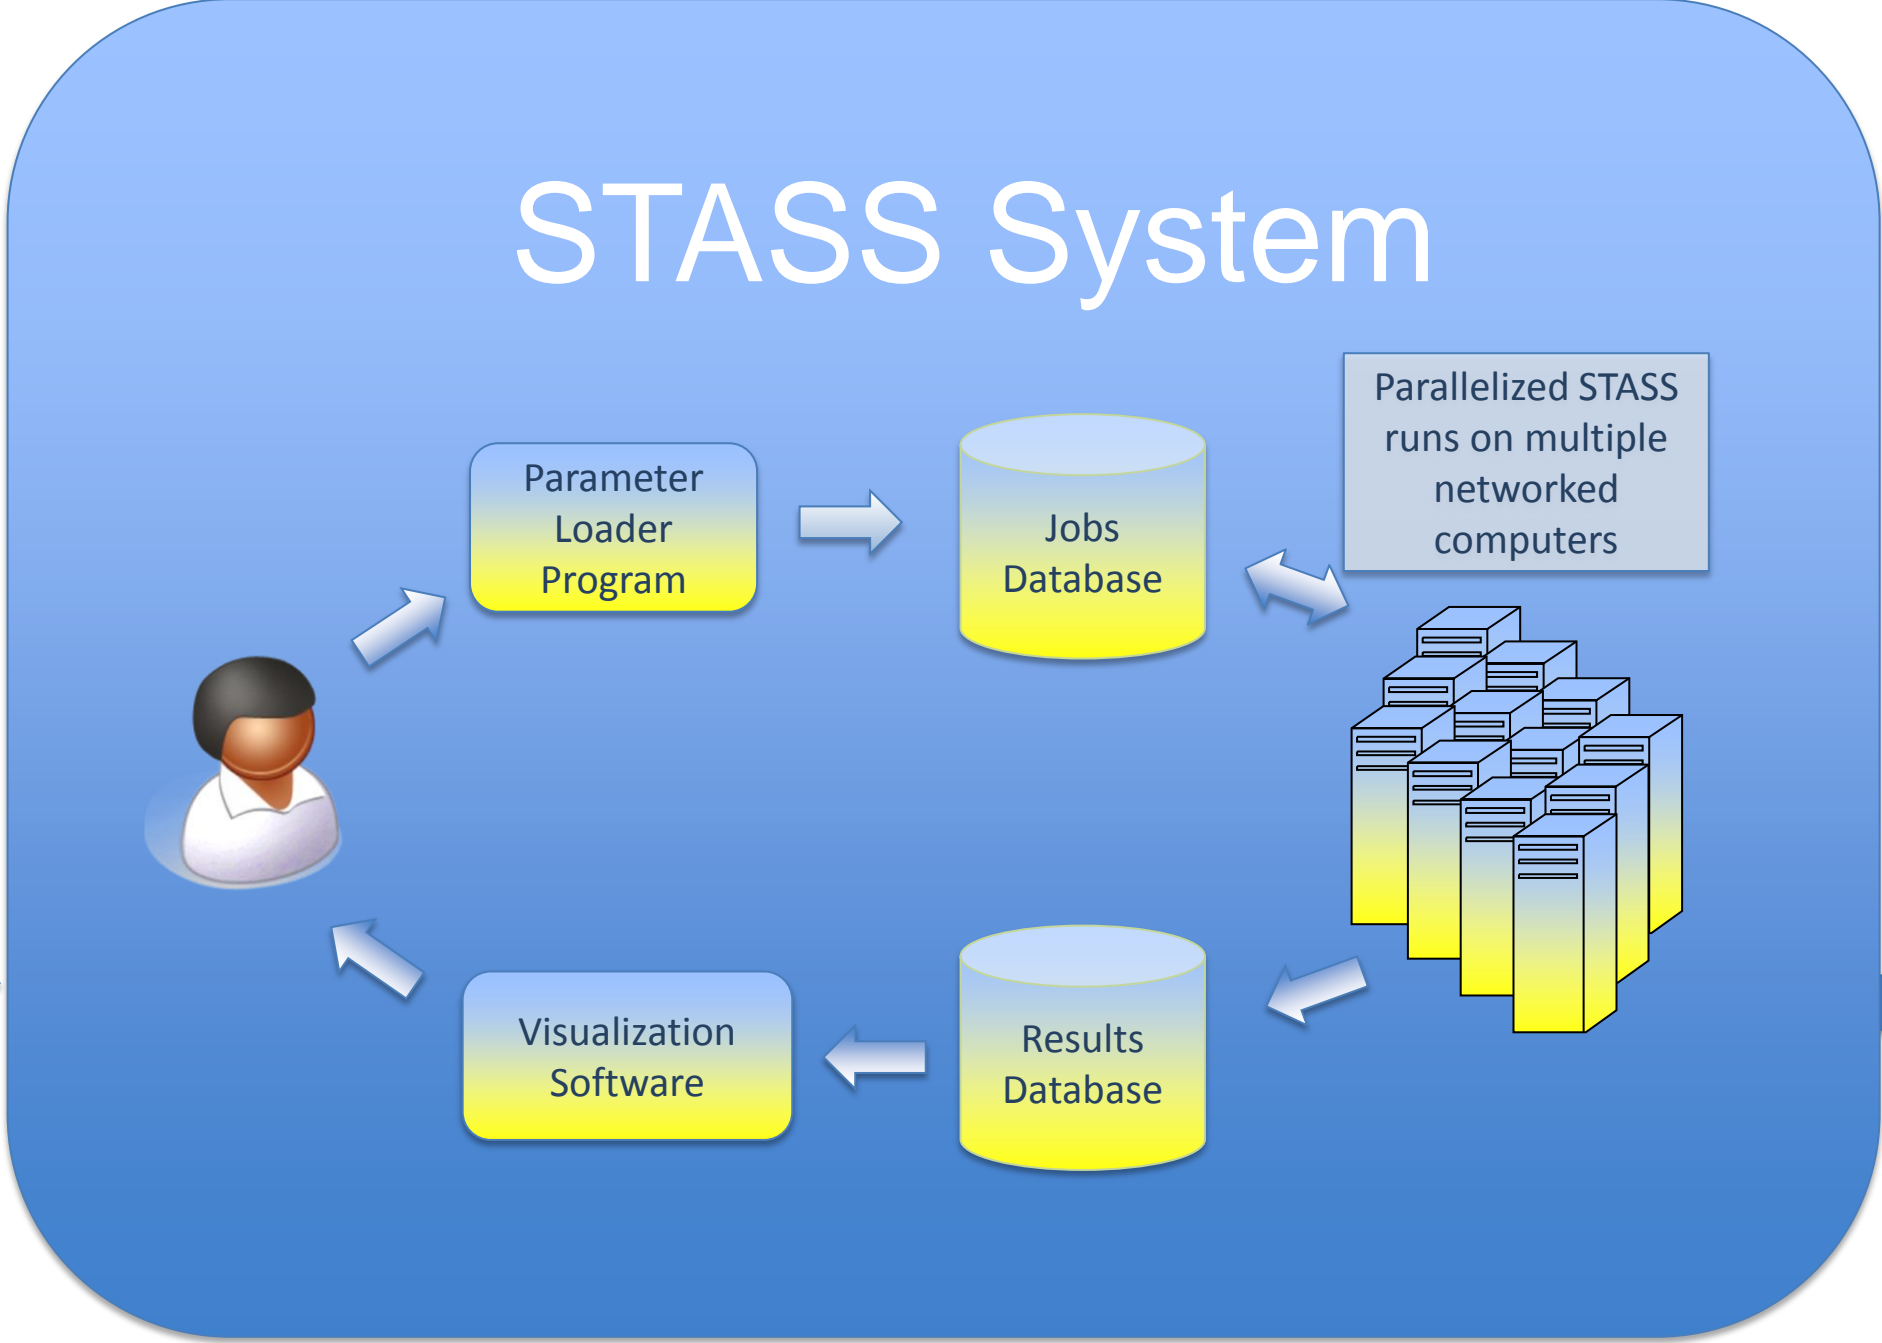 STASS System
Parameter
Loader
Program
Jobs
Database
Parallelized STASS
runs on multiple
networked
computers
Visualization
Software
Results
Database